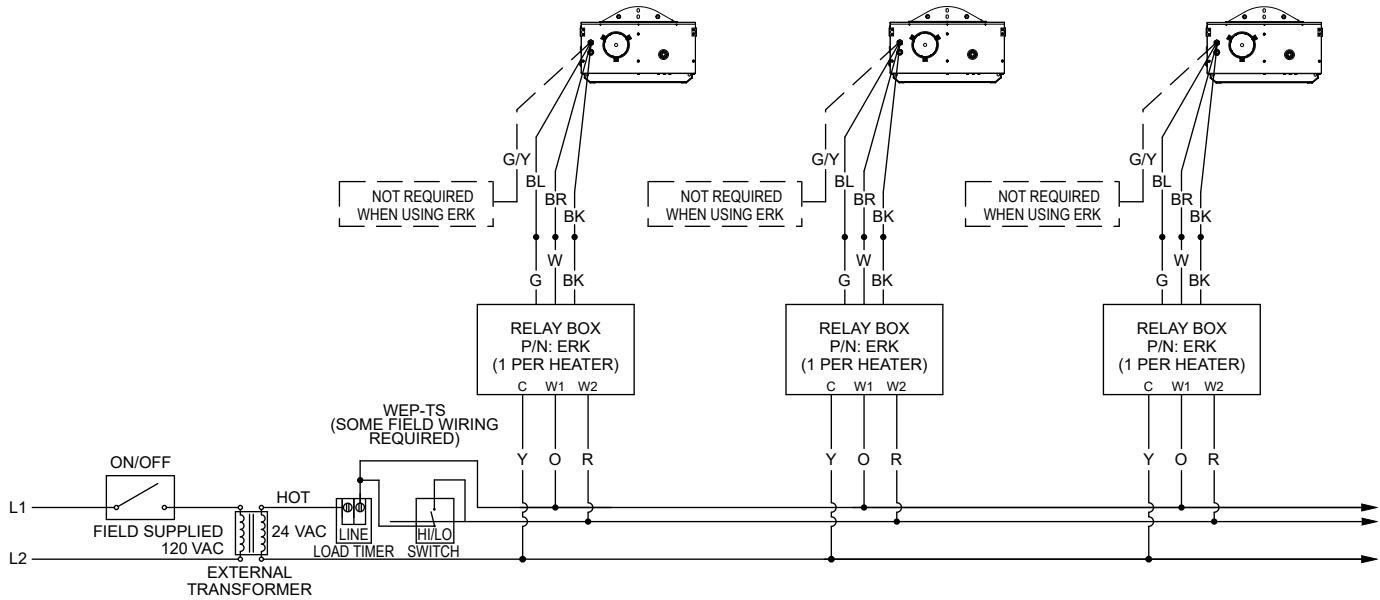 G/Y
BL
BR
BK
NOT REQUIRED
WHEN USING ERK
W
G
BK
RELAY BOX
P/N: ERK
(1 PER HEATER)
C W1 W2
Y O R
G/Y
BL
BR
BK
NOT REQUIRED
WHEN USING ERK
W
G
BK
RELAY BOX
P/N: ERK
(1 PER HEATER)
C W1 W2
Y O R
G/Y
BL
BR
BK
NOT REQUIRED
WHEN USING ERK
W
G
BK
RELAY BOX
P/N: ERK
(1 PER HEATER)
C W1 W2
Y O R
WEP-TS
(SOME FIELD WIRING
REQUIRED)
ON/OFF
L1
HOT
FIELD SUPPLIED
120 VAC
24 VAC
LINE
LOAD TIMER
HI/LO
SWITCH
L2
EXTERNAL
TRANSFORMER